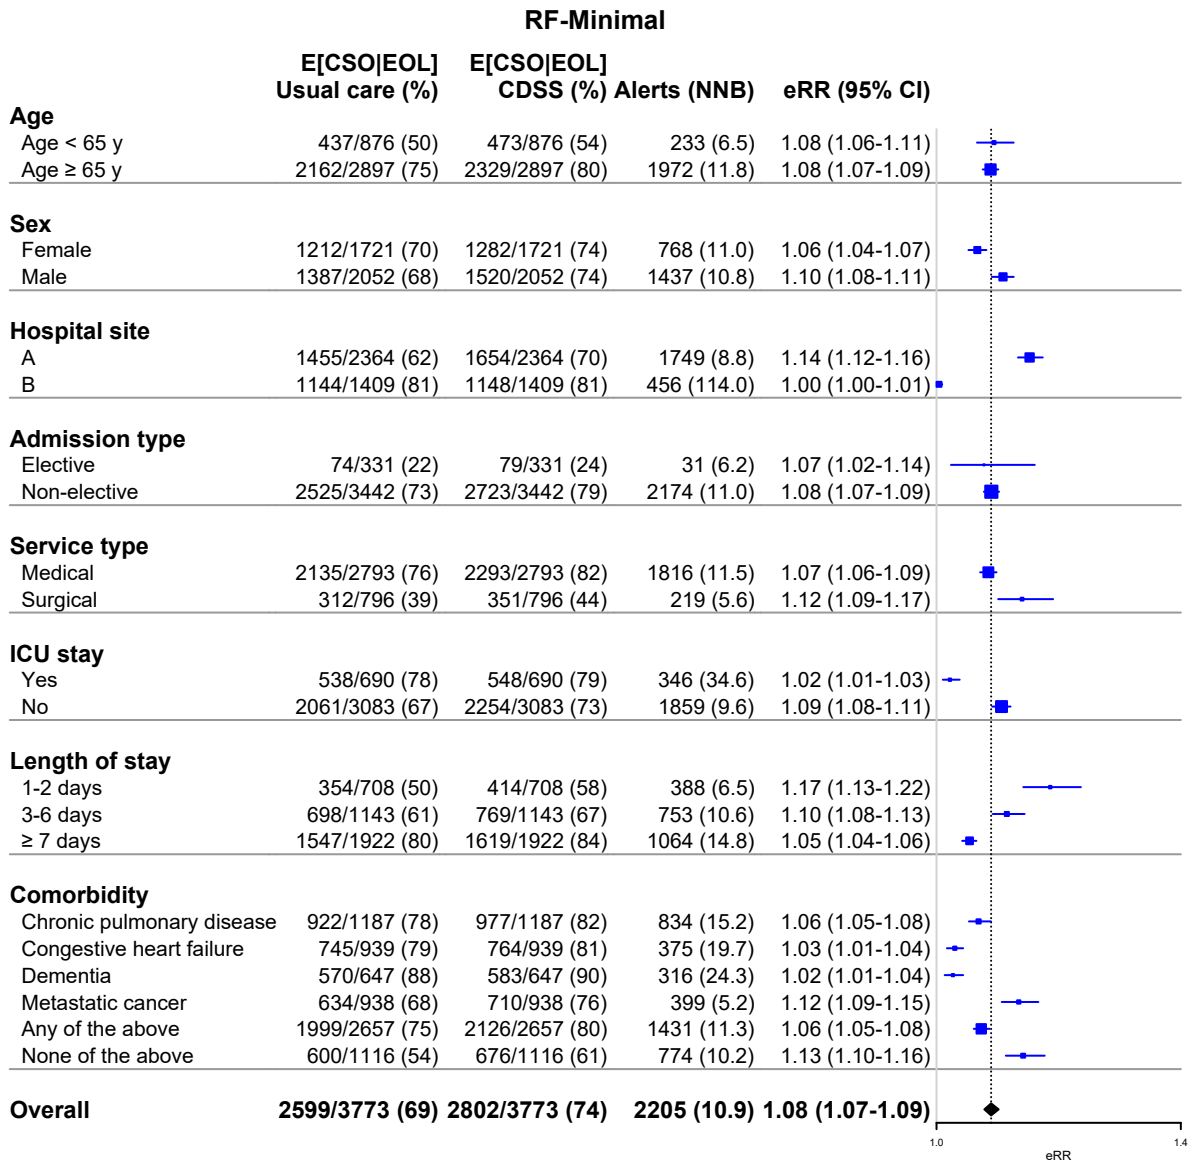 RF-Minimal
E[CSO|EOL] E[CSO|EOL]
Usual care (%) CDSS (%) Alerts (NNB) eRR (95% CI)
Age
Age < 65 y 437/876 (50) 473/876 (54) 233 (6.5) 1.08 (1.06-1.11)
Age ≥ 65 y 2162/2897 (75) 2329/2897 (80) 1972 (11.8) 1.08 (1.07-1.09)
Sex
Female 1212/1721 (70) 1282/1721 (74) 768 (11.0) 1.06 (1.04-1.07)
Male 1387/2052 (68) 1520/2052 (74) 1437 (10.8) 1.10 (1.08-1.11)
Hospital site
A 1455/2364 (62) 1654/2364 (70) 1749 (8.8) 1.14 (1.12-1.16)
B 1144/1409 (81) 1148/1409 (81) 456 (114.0) 1.00 (1.00-1.01)
Admission type
Elective 74/331 (22) 79/331 (24) 31 (6.2) 1.07 (1.02-1.14)
Non-elective 2525/3442 (73) 2723/3442 (79) 2174 (11.0) 1.08 (1.07-1.09)
Service type
Medical 2135/2793 (76) 2293/2793 (82) 1816 (11.5) 1.07 (1.06-1.09)
Surgical 312/796 (39) 351/796 (44) 219 (5.6) 1.12 (1.09-1.17)
ICU stay
Yes 538/690 (78) 548/690 (79) 346 (34.6) 1.02 (1.01-1.03)
No 2061/3083 (67) 2254/3083 (73) 1859 (9.6) 1.09 (1.08-1.11)
Length of stay
1-2 days 354/708 (50) 414/708 (58) 388 (6.5) 1.17 (1.13-1.22)
3-6 days 698/1143 (61) 769/1143 (67) 753 (10.6) 1.10 (1.08-1.13)
≥ 7 days 1547/1922 (80) 1619/1922 (84) 1064 (14.8) 1.05 (1.04-1.06)
Comorbidity
Chronic pulmonary disease 922/1187 (78) 977/1187 (82) 834 (15.2) 1.06 (1.05-1.08)
Congestive heart failure 745/939 (79) 764/939 (81) 375 (19.7) 1.03 (1.01-1.04)
Dementia 570/647 (88) 583/647 (90) 316 (24.3) 1.02 (1.01-1.04)
Metastatic cancer 634/938 (68) 710/938 (76) 399 (5.2) 1.12 (1.09-1.15)
Any of the above 1999/2657 (75) 2126/2657 (80) 1431 (11.3) 1.06 (1.05-1.08)
None of the above 600/1116 (54) 676/1116 (61) 774 (10.2) 1.13 (1.10-1.16)
Overall 2599/3773 (69) 2802/3773 (74) 2205 (10.9) 1.08 (1.07-1.09)
1.0 1.4
eRR